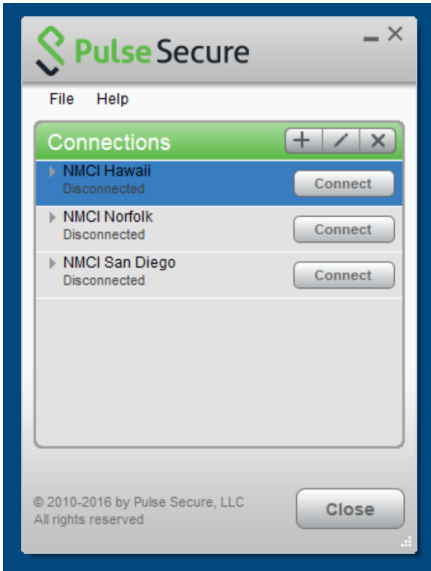 Pulse Secure
File Help
Connections
NMCI Hawaii
Disconnected
Connect
NMCI Norfolk
Disconnected
Connect
NMCI San Diego
Disconnected
Connect
© 2010-2016 by Pulse Secure, LLC
All rights reserved
Close